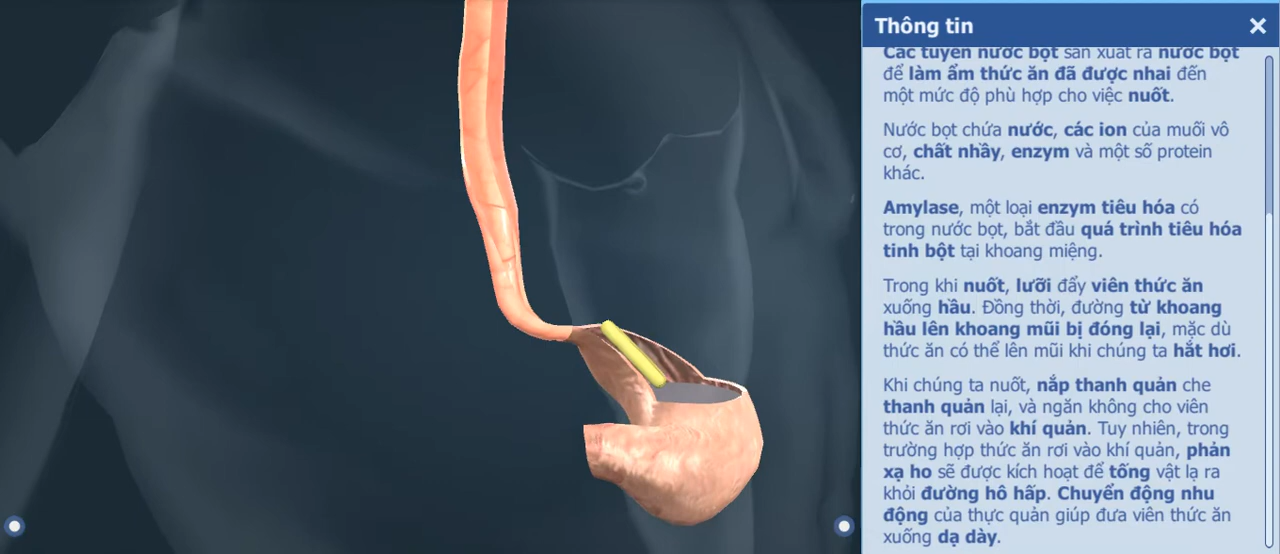 Thông tin
Các tuyến nước bọt sản xuất ra nước bọt
để làm ẩm thức ăn đã được nhai đến
một mức độ phù hợp cho việc nuốt.
Nước bọt chứa nước, các ion của muối vô
cơ, chất nhầy, enzym và một số protein
khác.
Amylase, một loại enzym tiêu hóa có
trong nước bọt, bắt đầu quá trình tiêu hóa
tinh bột tại khoang miệng.
Trong khi nuốt, lưỡi đẩy viên thức ăn
xuống hầu. Đồng thời, đường từ khoang
hầu lên khoang mũi bị đóng lại, mặc dù
thức ăn có thể lên mũi khi chúng ta hắt hơi.
Khi chúng ta nuốt, nắp thanh quản che
thanh quản lại, và ngăn không cho viên
thức ăn rơi vào khí quản. Tuy nhiên, trong
trường hợp thức ăn rơi vào khí quản, phản
xạ ho sẽ được kích hoạt để tống vật lạ ra
khỏi đường hô hấp. Chuyển động nhu
động của thực quản giúp đưa viên thức ăn
xuống dạ dày.